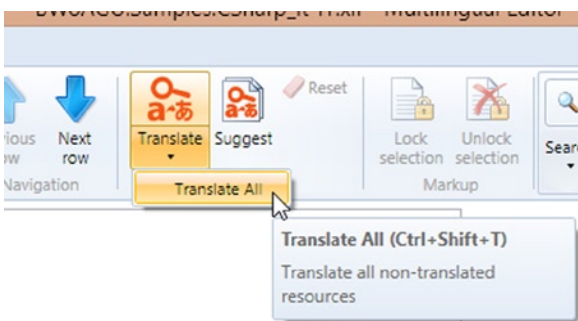 Multilingual Editor
Next
row
Navigation
Translate
Suggest
Reset
Lock
selection
Unlock
selection
Markup
Translate All
Translate All (Ctrl+Shift+T)
Translate all non-translated
resources